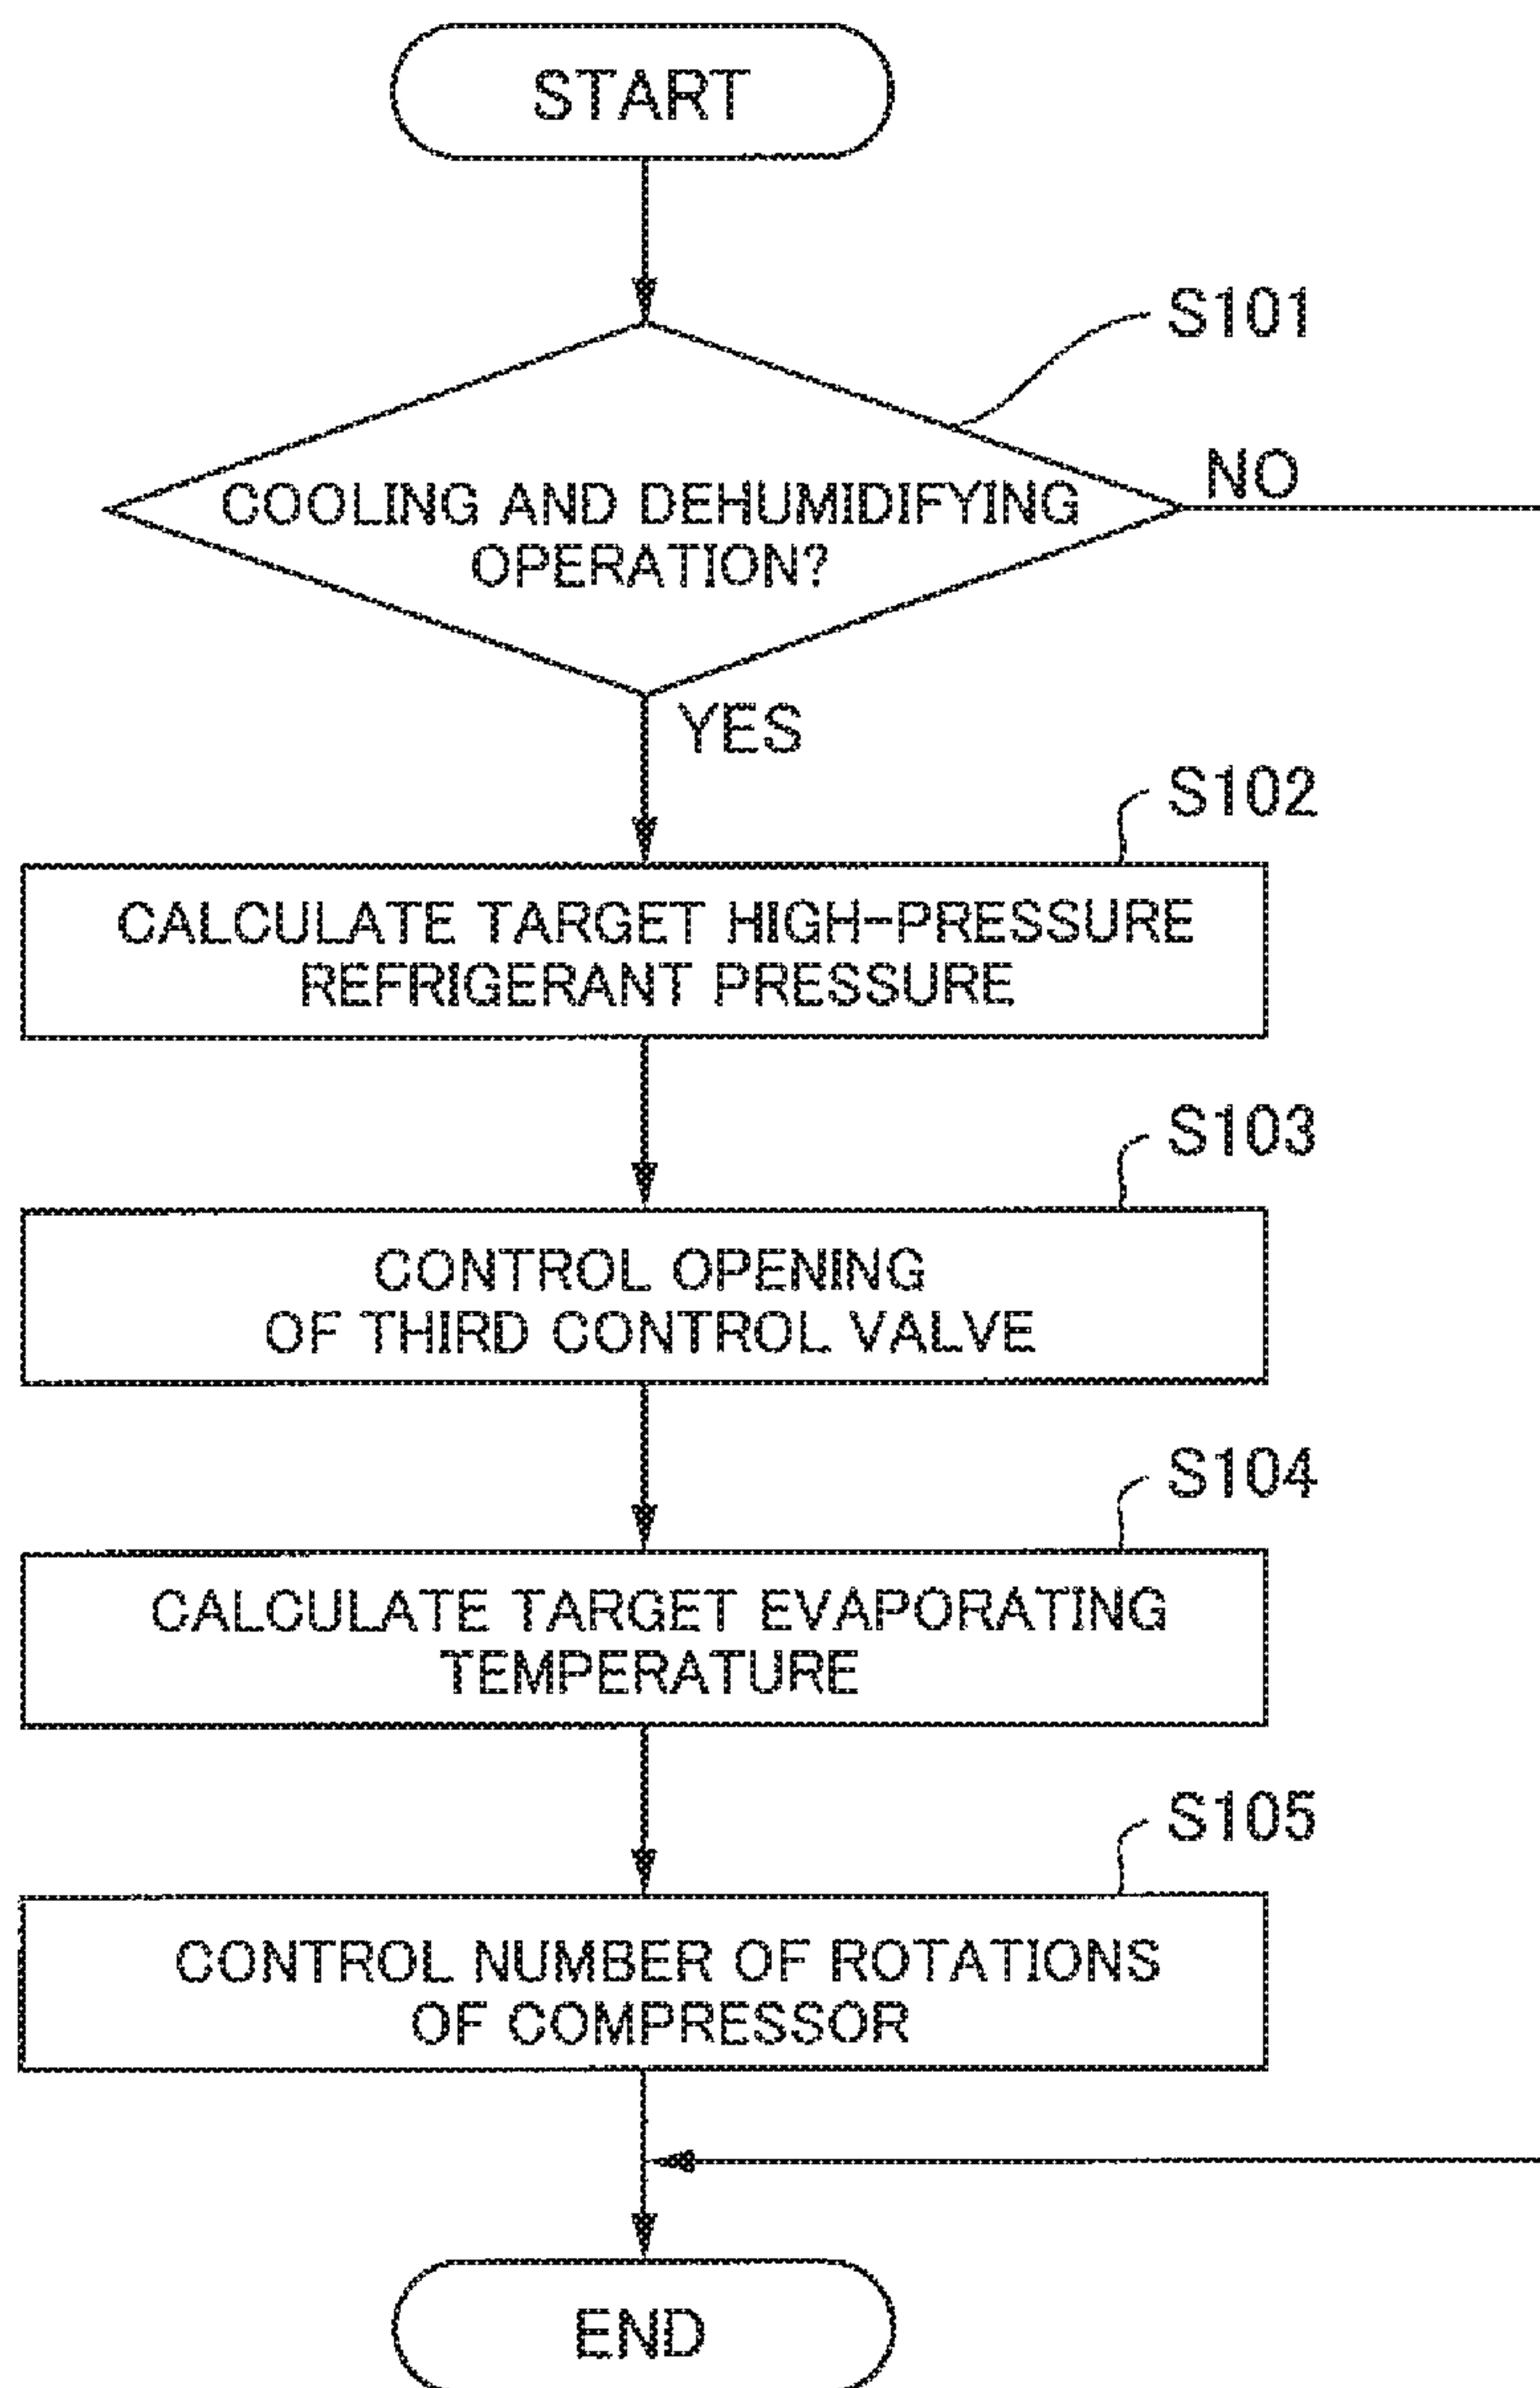 START
S101
COOLING AND DEHUMIDIFYING
OPERATION?
NO
YES
S102
CALCULATE TARGET HIGH-PRESSURE
REFRIGERANT PRESSURE
S103
CONTROL OPENING
OF THIRD CONTROL VALVE
S104
CALCULATE TARGET EVAPORATING
TEMPERATURE
S105
CONTROL NUMBER OF ROTATIONS
OF COMPRESSOR
END